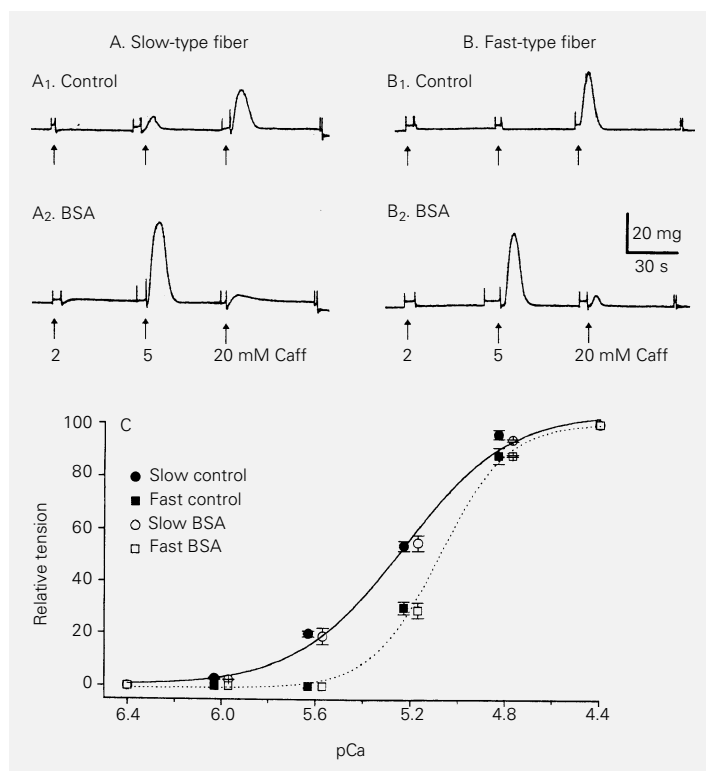 A. Slow-type fiber
B. Fast-type fiber
A1. Control
B1. Control
A2. BSA
B2. BSA
20 mg
30 s
2 5 20 mM Caff
2 5 20 mM Caff
C
100
80
60
40
20
0
Relative tension
Slow control
Fast control
Slow BSA
Fast BSA
6.4 6.0 5.6 5.2 4.8 4.4
pCa